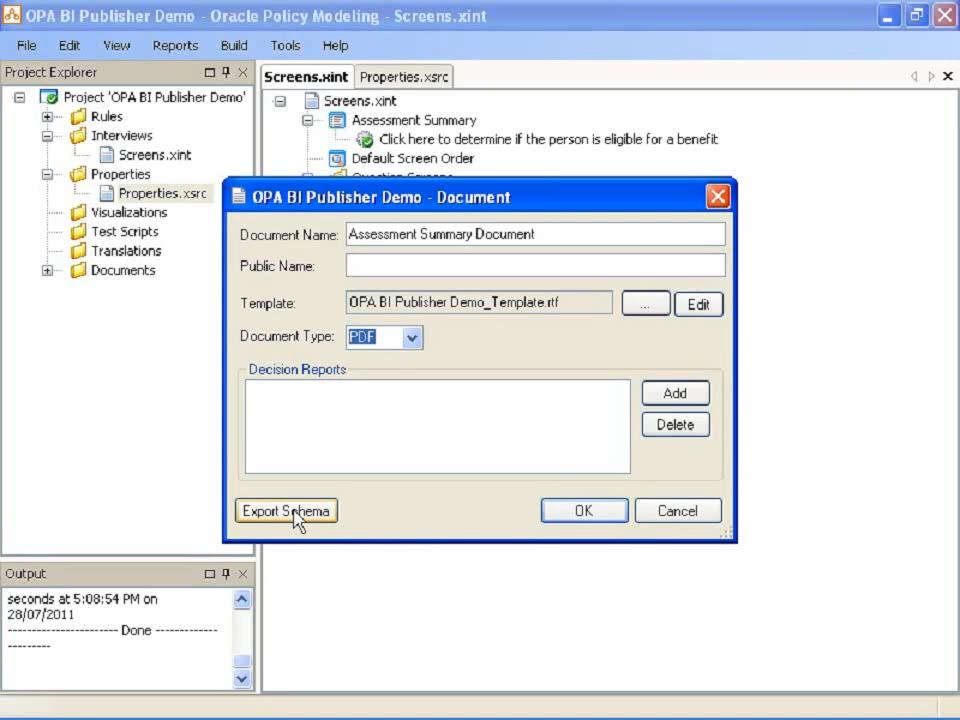 OPA BI Publisher Demo - Oracle Policy Modeling - Screens.xint
File Edit View Reports Build Tools Help
Project Explorer
Project 'OPA BI Publisher Demo'
Rules
Interviews
Screens.xint
Properties
Properties.xsrc
Visualizations
Test Scripts
Translations
Documents
Screens.xint Properties.xsrc
Screens.xint
Assessment Summary
Click here to determine if the person is eligible for a benefit
Default Screen Order
OPA BI Publisher Demo - Document
Document Name: Assessment Summary Document
Public Name:
Template: OPA BI Publisher Demo_Template.rtf ... Edit
Document Type: PDF
Decision Reports
Add
Delete
Export Schema OK Cancel
Output
seconds at 5:08:54 PM on
28/07/2011
----------------------- Done -------------
---------